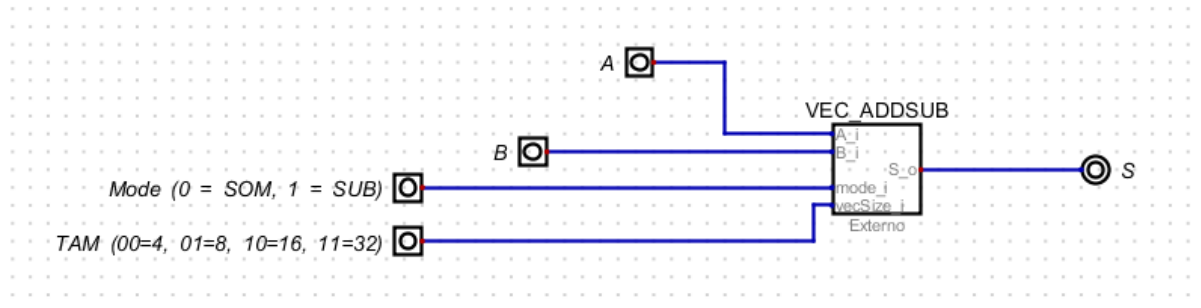 A
VEC_ADDSUB
A_i
B
B_i
S_o
S
Mode (0 = SOM, 1 = SUB)
mode_i
vecSize_i
Externo
TAM (00=4, 01=8, 10=16, 11=32)